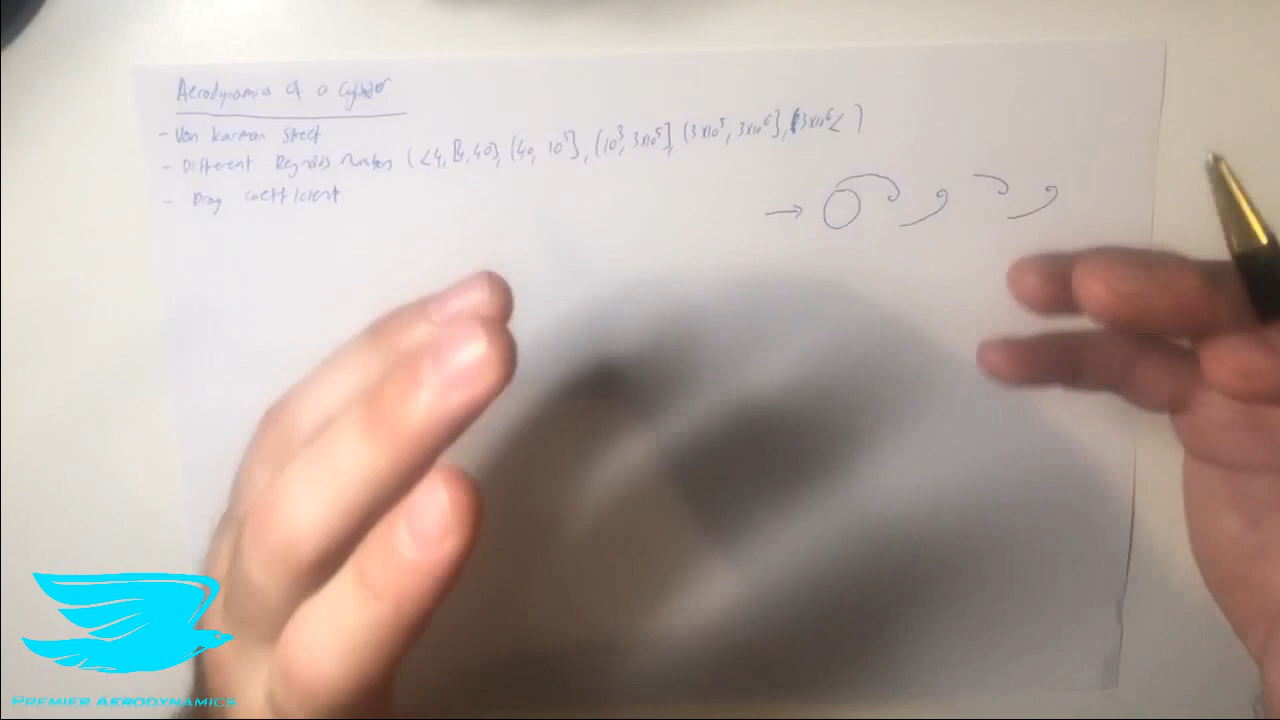 Aerodynamics of a Cylinder
- Von Karman Street
- Different Reynolds numbers (<4, [4,40], (40, 10³], (10³, 3x10⁵], (3x10⁵, 3x10⁶], (3x10⁶< )
- Drag coefficient
PREMIER AERODYNAMICS